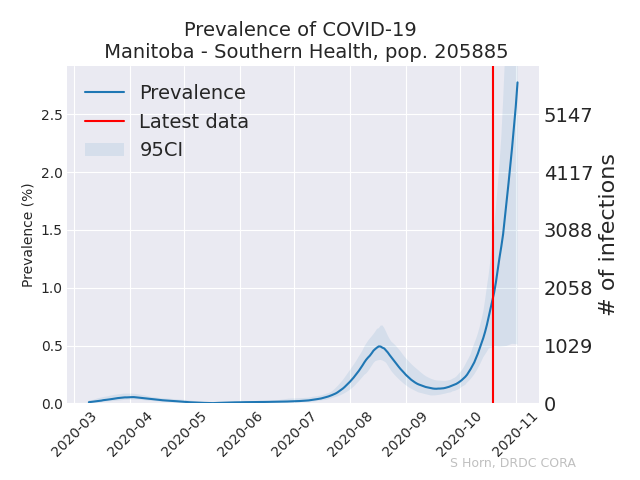 Prevalence of COVID-19
Manitoba - Southern Health, pop. 205885
Prevalence
Latest data
95CI
Prevalence (%)
2.5
2.0
1.5
1.0
0.5
0.0
5147
4117
3088
2058
1029
0
# of infections
2020-03
2020-04
2020-05
2020-06
2020-07
2020-08
2020-09
2020-10
2020-11
S Horn, DRDC CORA